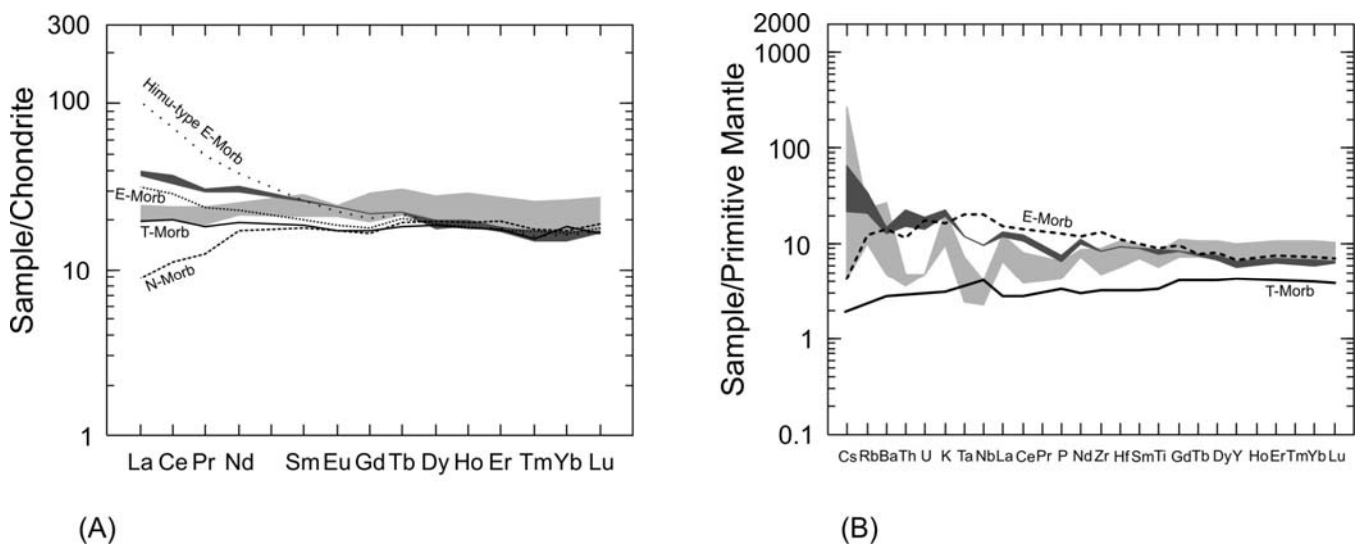 300
100
10
1
Sample/Chondrite
Himu-type E-Morb
E-Morb
T-Morb
N-Morb
La Ce Pr Nd Sm Eu Gd Tb Dy Ho Er Tm Yb Lu
(A)
2000
1000
100
10
1
0.1
Sample/Primitive Mantle
E-Morb
T-Morb
Cs Rb Ba Th U K Ta Nb La Ce Pr P Nd Zr Hf Sm Ti Gd Tb Dy Y Ho Er Tm Yb Lu
(B)